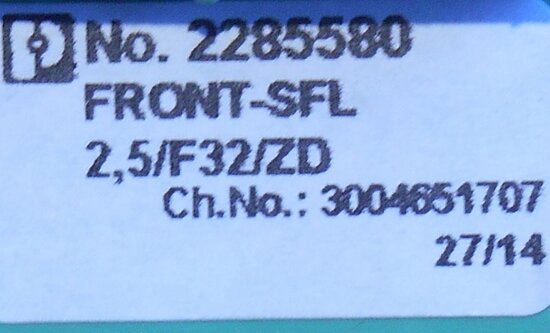 No. 2285580
FRONT-SFL
2,5/F32/ZD
Ch.No.: 3004651707
27/14